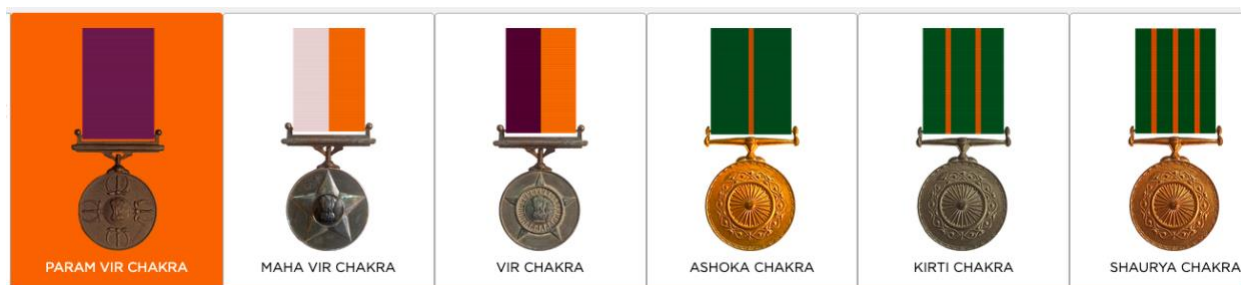 PARAM VIR CHAKRA
MAHA VIR CHAKRA
VIR CHAKRA
ASHOKA CHAKRA
KIRTI CHAKRA
SHAURYA CHAKRA